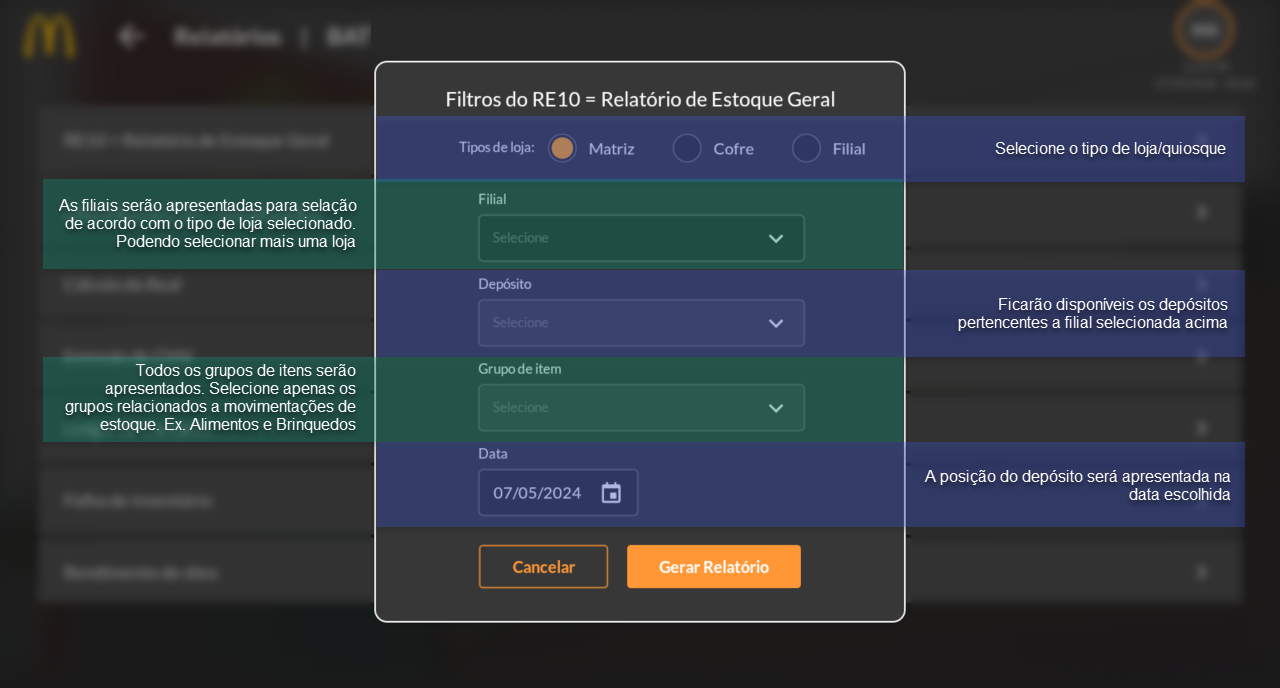 Relatórios | BAT
Filtros do RE10 = Relatório de Estoque Geral
RE10 = Relatório de Estoque Geral
Tipos de loja: Matriz Cofre Filial
Selecione o tipo de loja/quiosque
As filiais serão apresentadas para selação
de acordo com o tipo de loja selecionado.
Podendo selecionar mais uma loja
Filial
Selecione
Cálculo do Real
Depósito
Selecione
Ficarão disponíveis os depósitos
pertencentes a filial selecionada acima
Todos os grupos de itens serão
apresentados. Selecione apenas os
grupos relacionados a movimentações de
estoque. Ex. Alimentos e Brinquedos
Grupo de item
Selecione
Data
07/05/2024
A posição do depósito será apresentada na
data escolhida
Folha de Inventário
Cancelar
Gerar Relatório
Rendimento do óleo